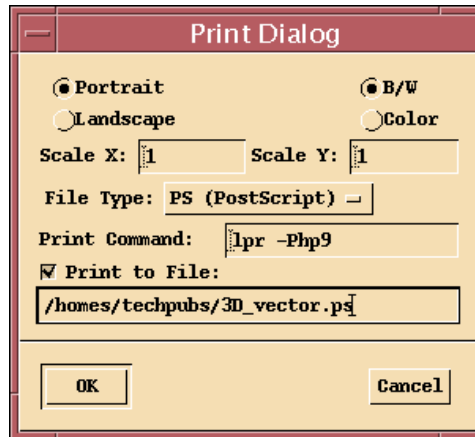 Print Dialog
Portrait B/W
Landscape Color
Scale X: 1 Scale Y: 1
File Type: PS (PostScript)
Print Command: lpr -Php9
Print to File:
/homes/techpubs/3D_vector.ps
OK Cancel